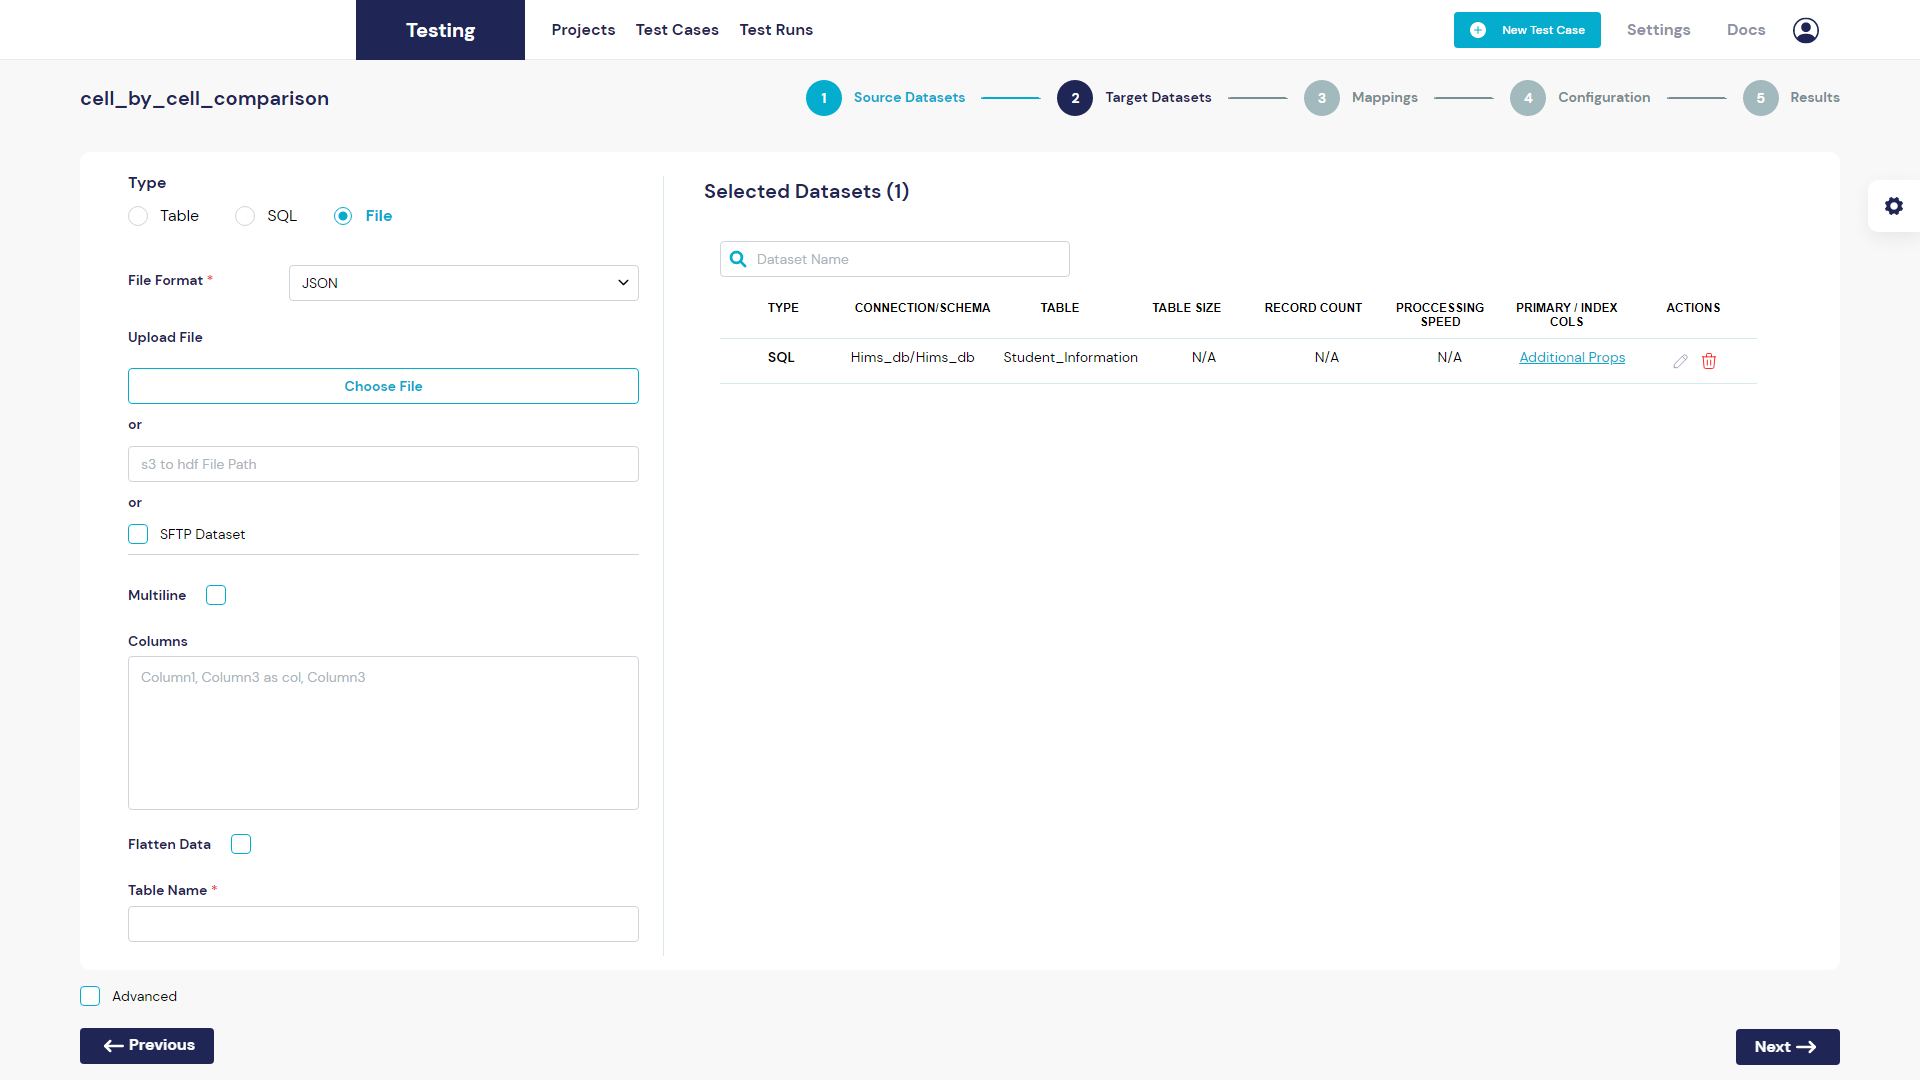 Testing
Projects
Test Cases
Test Runs
New Test Case
Settings
Docs
cell_by_cell_comparison
1 Source Datasets
2 Target Datasets
3 Mappings
4 Configuration
5 Results
Type
Table
SQL
File
File Format *
JSON
Upload File
Choose File
or
s3 to hdf File Path
or
SFTP Dataset
Multiline
Columns
Column1, Column3 as col, Column3
Flatten Data
Table Name *
Selected Datasets (1)
Dataset Name
TYPE CONNECTION/SCHEMA TABLE TABLE SIZE RECORD COUNT PROCCESSING SPEED PRIMARY / INDEX COLS ACTIONS
SQL Hims_db/Hims_db Student_Information N/A N/A N/A Additional Props
Advanced
Previous
Next